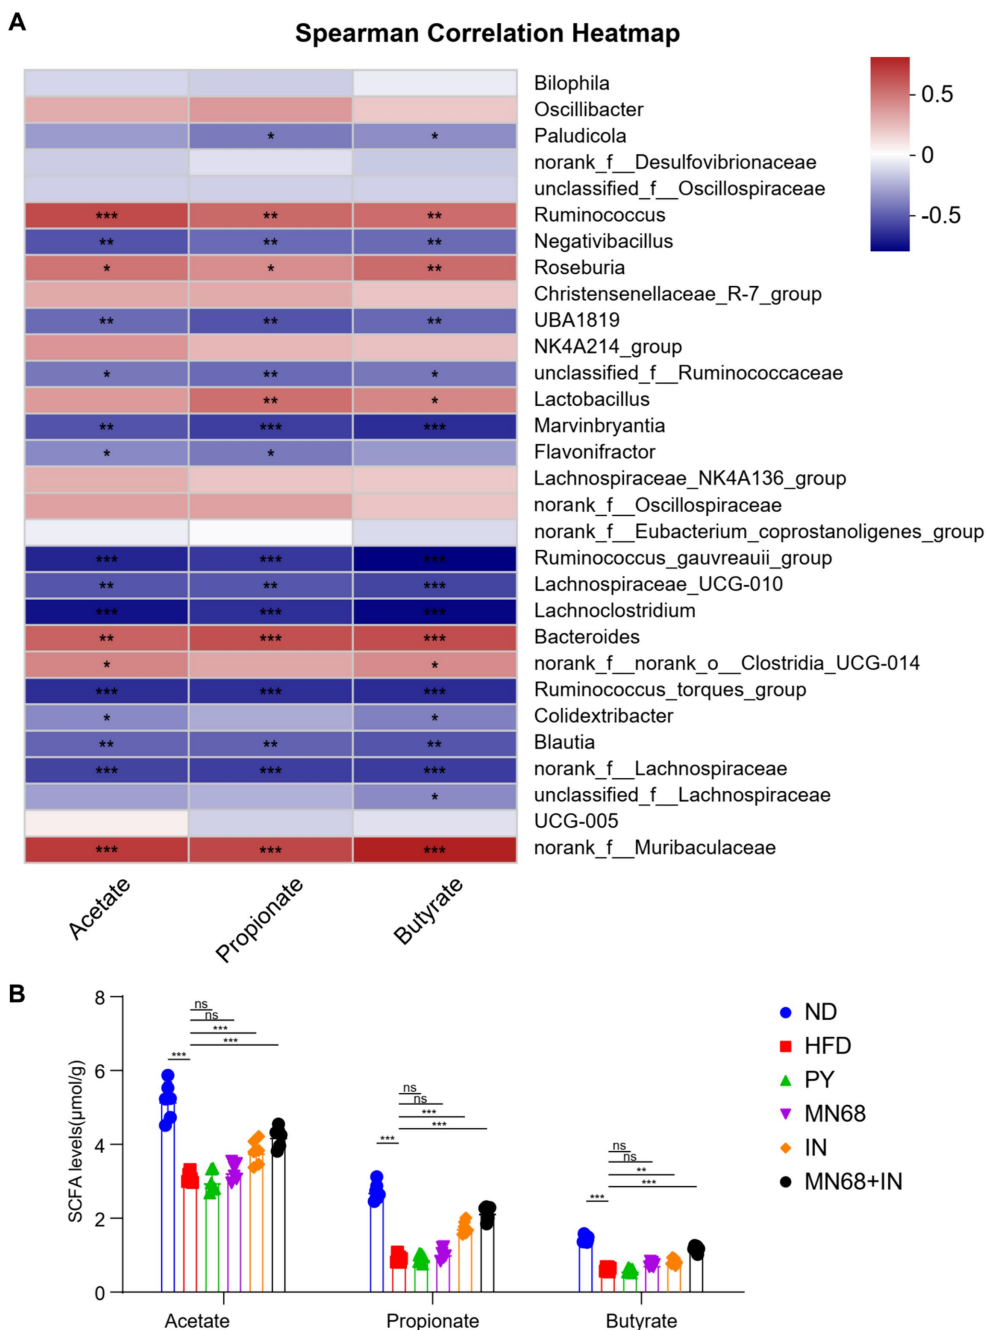 A
Spearman Correlation Heatmap
Bilophila
Oscillibacter
Paludicola
norank_f__Desulfovibrionaceae
unclassified_f__Oscillospiraceae
Ruminococcus
Negativibacillus
Roseburia
Christensenellaceae_R-7_group
UBA1819
NK4A214_group
unclassified_f__Ruminococcaceae
Lactobacillus
Marvinbryantia
Flavonifractor
Lachnospiraceae_NK4A136_group
norank_f__Oscillospiraceae
norank_f__Eubacterium_coprostanoligenes_group
Ruminococcus_gauvreauii_group
Lachnospiraceae_UCG-010
Lachnoclostridium
Bacteroides
norank_f__norank_o__Clostridia_UCG-014
Ruminococcus_torques_group
Colidextribacter
Blautia
norank_f__Lachnospiraceae
unclassified_f__Lachnospiraceae
UCG-005
norank_f__Muribaculaceae
0.5
0
-0.5
* *
*** ** **
** ** **
* * **
** ** **
* ** *
** *
** *** ***
* *
*** *** ***
** ** ***
*** *** ***
** *** ***
* *
*** *** ***
* *
** ** **
*** *** ***
*
*** *** ***
Acetate
Propionate
Butyrate
B
SCFA levels(μmol/g)
8
6
4
2
0
ns
ns
***
***
***
ns
ns
***
***
***
ns
ns
**
***
***
Acetate
Propionate
Butyrate
ND
HFD
PY
MN68
IN
MN68+IN